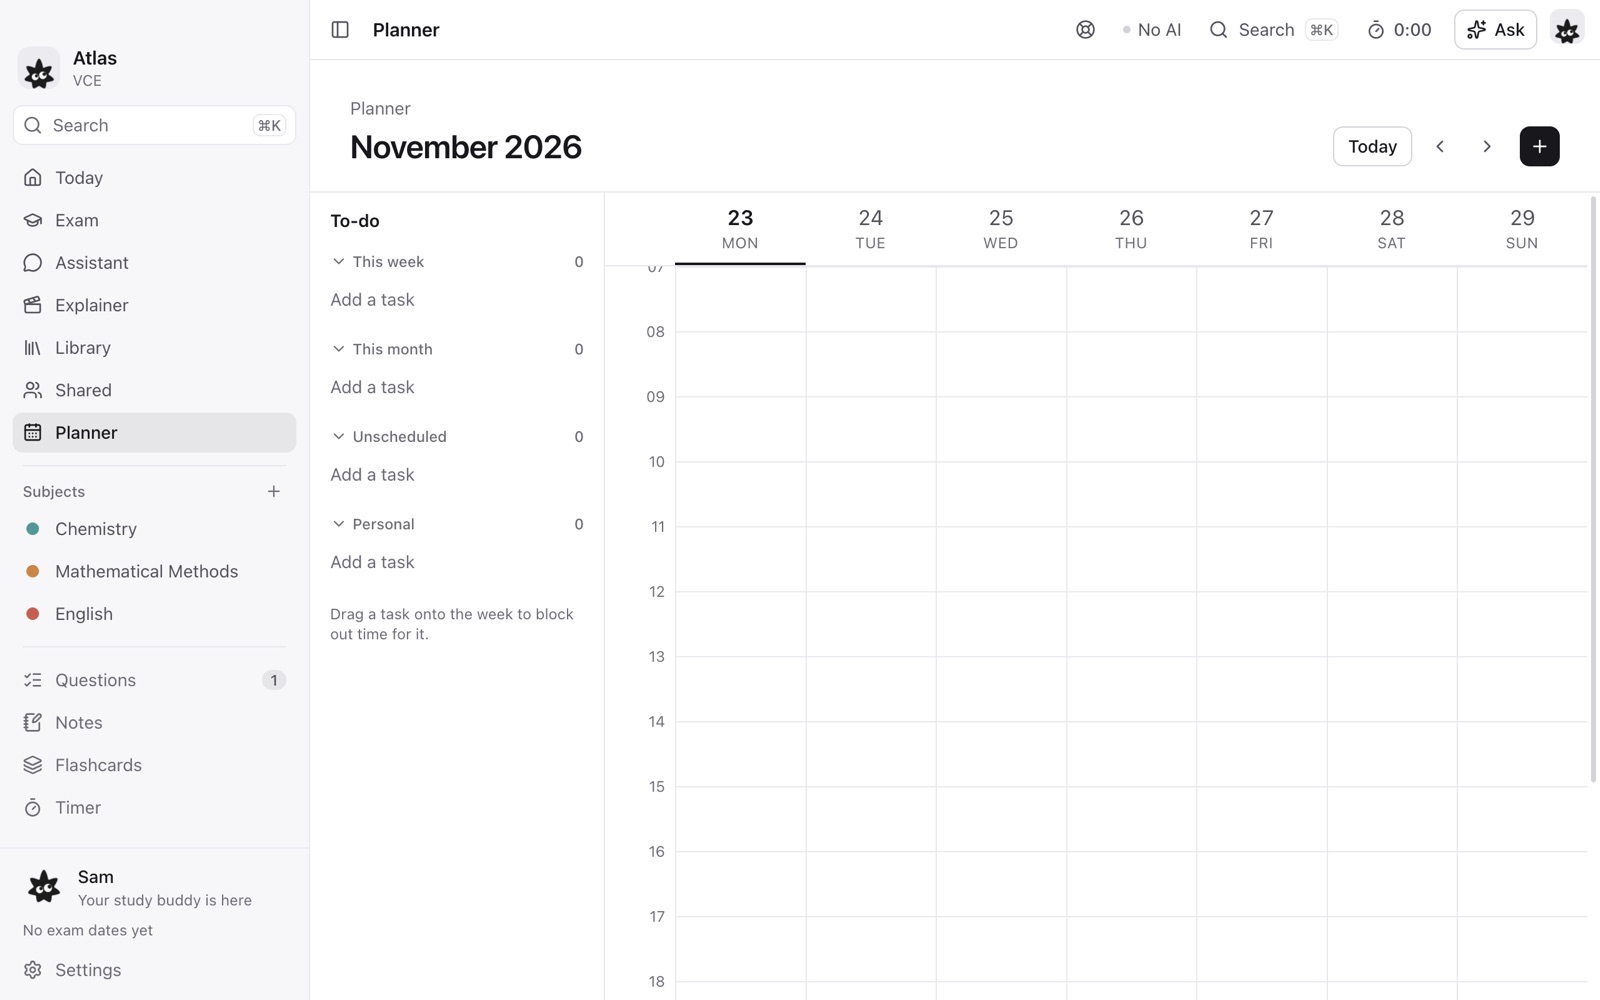 Atlas
VCE
Search ⌘K
Today
Exam
Assistant
Explainer
Library
Shared
Planner
Subjects
Chemistry
Mathematical Methods
English
Questions 1
Notes
Flashcards
Timer
Sam
Your study buddy is here
No exam dates yet
Settings
Planner
No AI
Search ⌘K
0:00
Ask
Planner
November 2026
Today
To-do
This week 0
Add a task
This month 0
Add a task
Unscheduled 0
Add a task
Personal 0
Add a task
Drag a task onto the week to block
out time for it.
23 24 25 26 27 28 29
MON TUE WED THU FRI SAT SUN
07
08
09
10
11
12
13
14
15
16
17
18